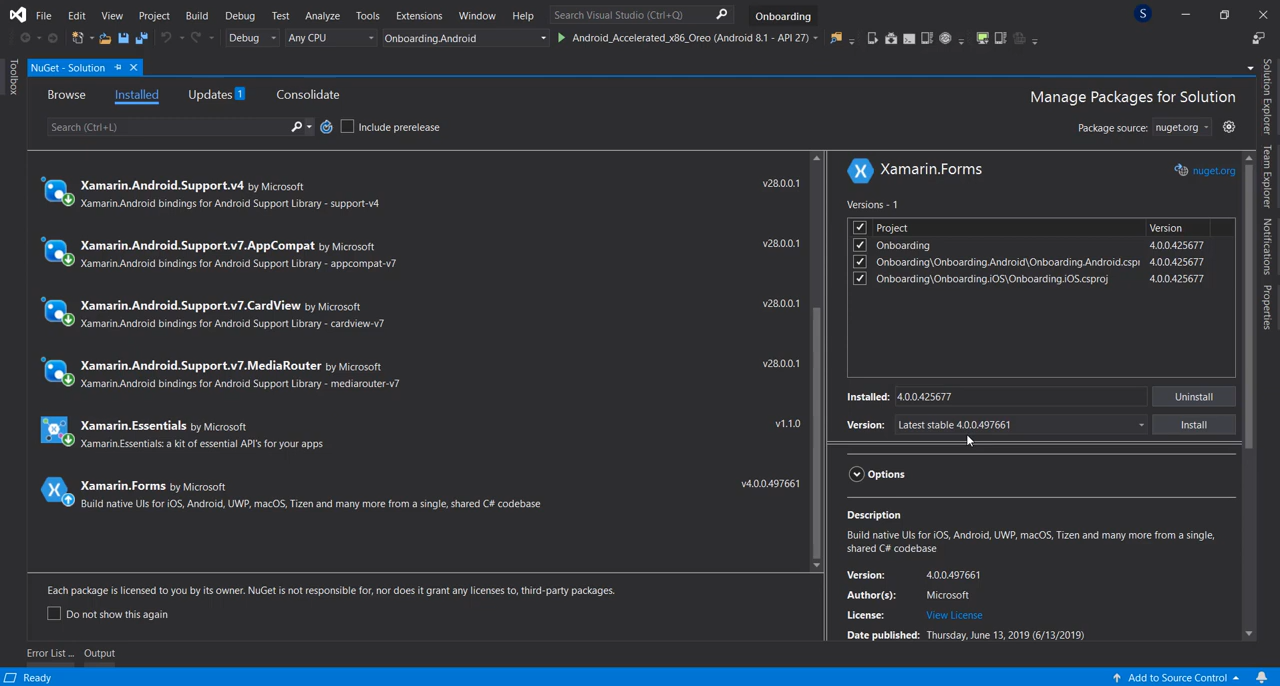 File Edit View Project Build Debug Test Analyze Tools Extensions Window Help Search Visual Studio (Ctrl+Q) Onboarding S
Debug Any CPU Onboarding.Android Android_Accelerated_x86_Oreo (Android 8.1 - API 27)
Toolbox
NuGet - Solution
Browse Installed Updates 1 Consolidate
Manage Packages for Solution
Search (Ctrl+L) Include prerelease
Package source: nuget.org
Xamarin.Android.Support.v4 by Microsoft v28.0.0.1
Xamarin.Android bindings for Android Support Library - support-v4
Xamarin.Android.Support.v7.AppCompat by Microsoft v28.0.0.1
Xamarin.Android bindings for Android Support Library - appcompat-v7
Xamarin.Android.Support.v7.CardView by Microsoft v28.0.0.1
Xamarin.Android bindings for Android Support Library - cardview-v7
Xamarin.Android.Support.v7.MediaRouter by Microsoft v28.0.0.1
Xamarin.Android bindings for Android Support Library - mediarouter-v7
Xamarin.Essentials by Microsoft v1.1.0
Xamarin.Essentials: a kit of essential API's for your apps
Xamarin.Forms by Microsoft v4.0.0.497661
Build native UIs for iOS, Android, UWP, macOS, Tizen and many more from a single, shared C# codebase
Each package is licensed to you by its owner. NuGet is not responsible for, nor does it grant any licenses to, third-party packages.
Do not show this again
Xamarin.Forms nuget.org
Versions - 1
Project Version
Onboarding 4.0.0.425677
Onboarding\Onboarding.Android\Onboarding.Android.cspr 4.0.0.425677
Onboarding\Onboarding.iOS\Onboarding.iOS.csproj 4.0.0.425677
Installed: 4.0.0.425677 Uninstall
Version: Latest stable 4.0.0.497661 Install
Options
Description
Build native UIs for iOS, Android, UWP, macOS, Tizen and many more from a single,
shared C# codebase
Version: 4.0.0.497661
Author(s): Microsoft
License: View License
Date published: Thursday, June 13, 2019 (6/13/2019)
Solution Explorer
Team Explorer
Notifications
Properties
Error List ... Output
Ready Add to Source Control